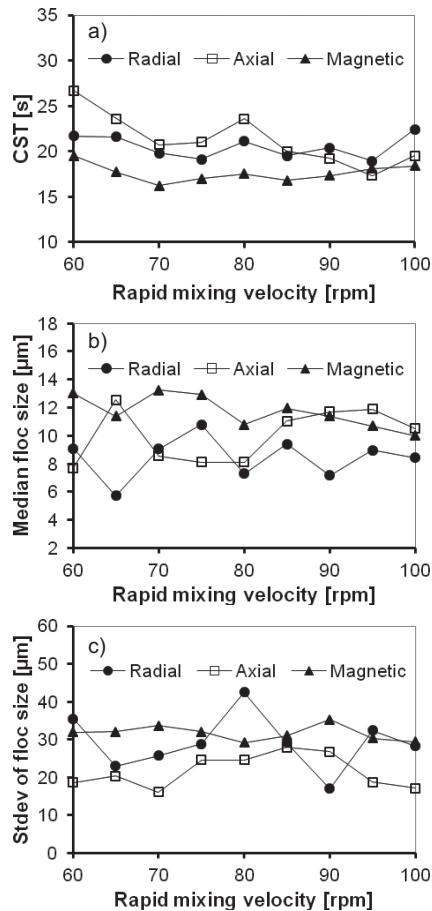 a)
35
Radial Axial Magnetic
30
25
CST [s]
20
15
10
60 70 80 90 100
Rapid mixing velocity [rpm]
b)
18
16
Radial Axial Magnetic
14
12
Median floc size [µm]
10
8
6
4
2
60 70 80 90 100
Rapid mixing velocity [rpm]
c)
60
50
Radial Axial Magnetic
40
Stdev of floc size [µm]
30
20
10
0
60 70 80 90 100
Rapid mixing velocity [rpm]